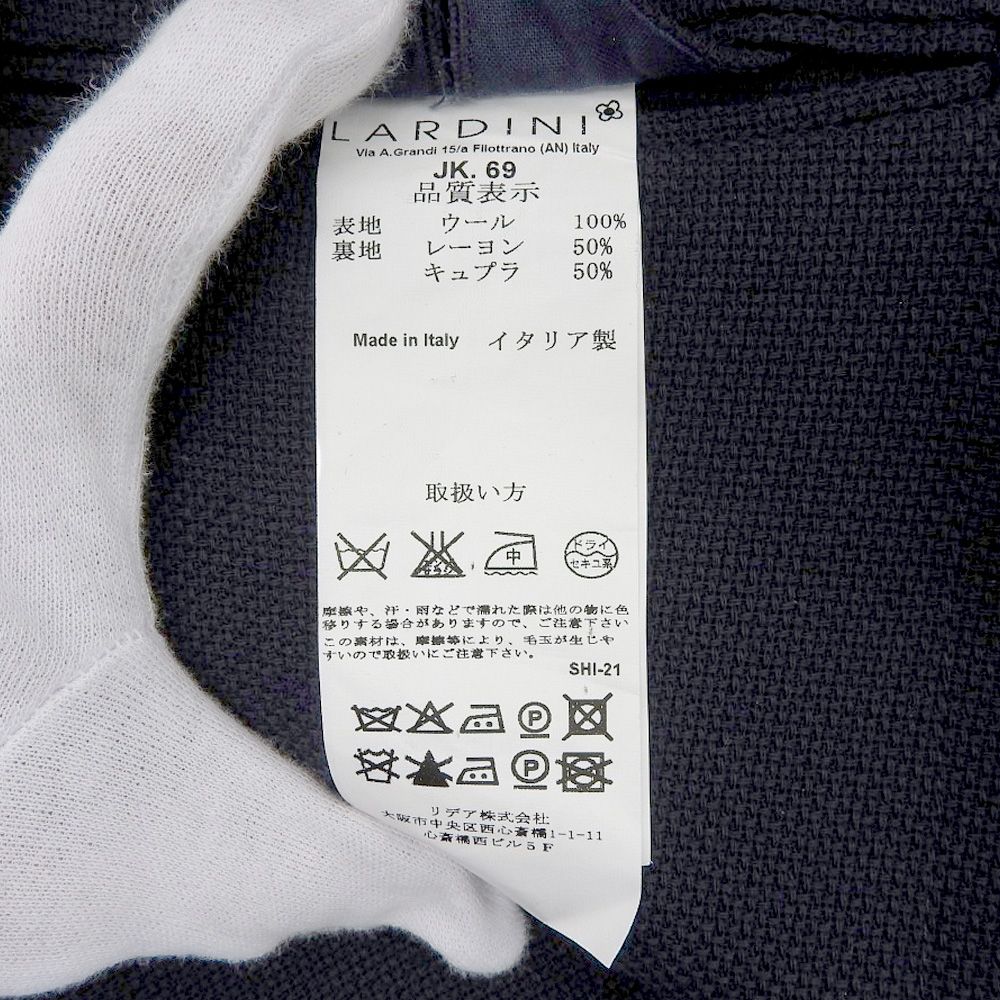 LARDINI
Via A.Grandi 15/a Filottrano (AN) Italy
JK. 69
品質表示
表地 ウール 100%
裏地 レーヨン 50%
キュプラ 50%
Made in Italy イタリア製
取扱い方
中 ドライ
セキユ系
摩擦や、汗・雨などで濡れた際は他の物に色
移りする場合がありますので、ご注意下さい
この素材は、摩擦等により、毛玉が生じや
すいので取扱いにご注意下さい。
SHI-21
P
P
リデア株式会社
大阪市中央区西心斎橋1-1-11
心斎橋西ビル5F